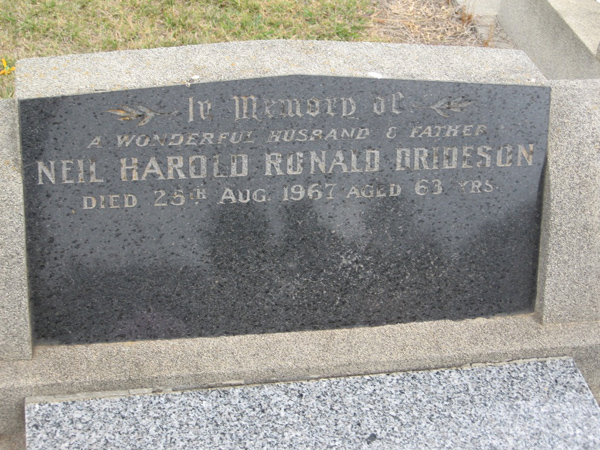 In Memory of
A WONDERFUL HUSBAND & FATHER
NEIL HAROLD RONALD DRIDESON
DIED 25TH AUG. 1967 AGED 63 YRS